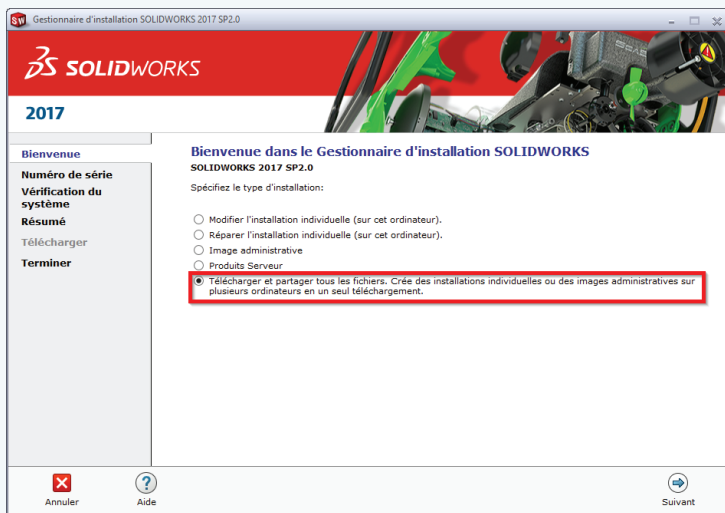 Gestionnaire d'installation SOLIDWORKS 2017 SP2.0
SOLIDWORKS
2017
Bienvenue
Numéro de série
Vérification du
système
Résumé
Télécharger
Terminer
Bienvenue dans le Gestionnaire d'installation SOLIDWORKS
SOLIDWORKS 2017 SP2.0
Spécifiez le type d'installation:
Modifier l'installation individuelle (sur cet ordinateur).
Réparer l'installation individuelle (sur cet ordinateur).
Image administrative
Produits Serveur
Télécharger et partager tous les fichiers. Crée des installations individuelles ou des images administratives sur
plusieurs ordinateurs en un seul téléchargement.
Annuler
Aide
Suivant